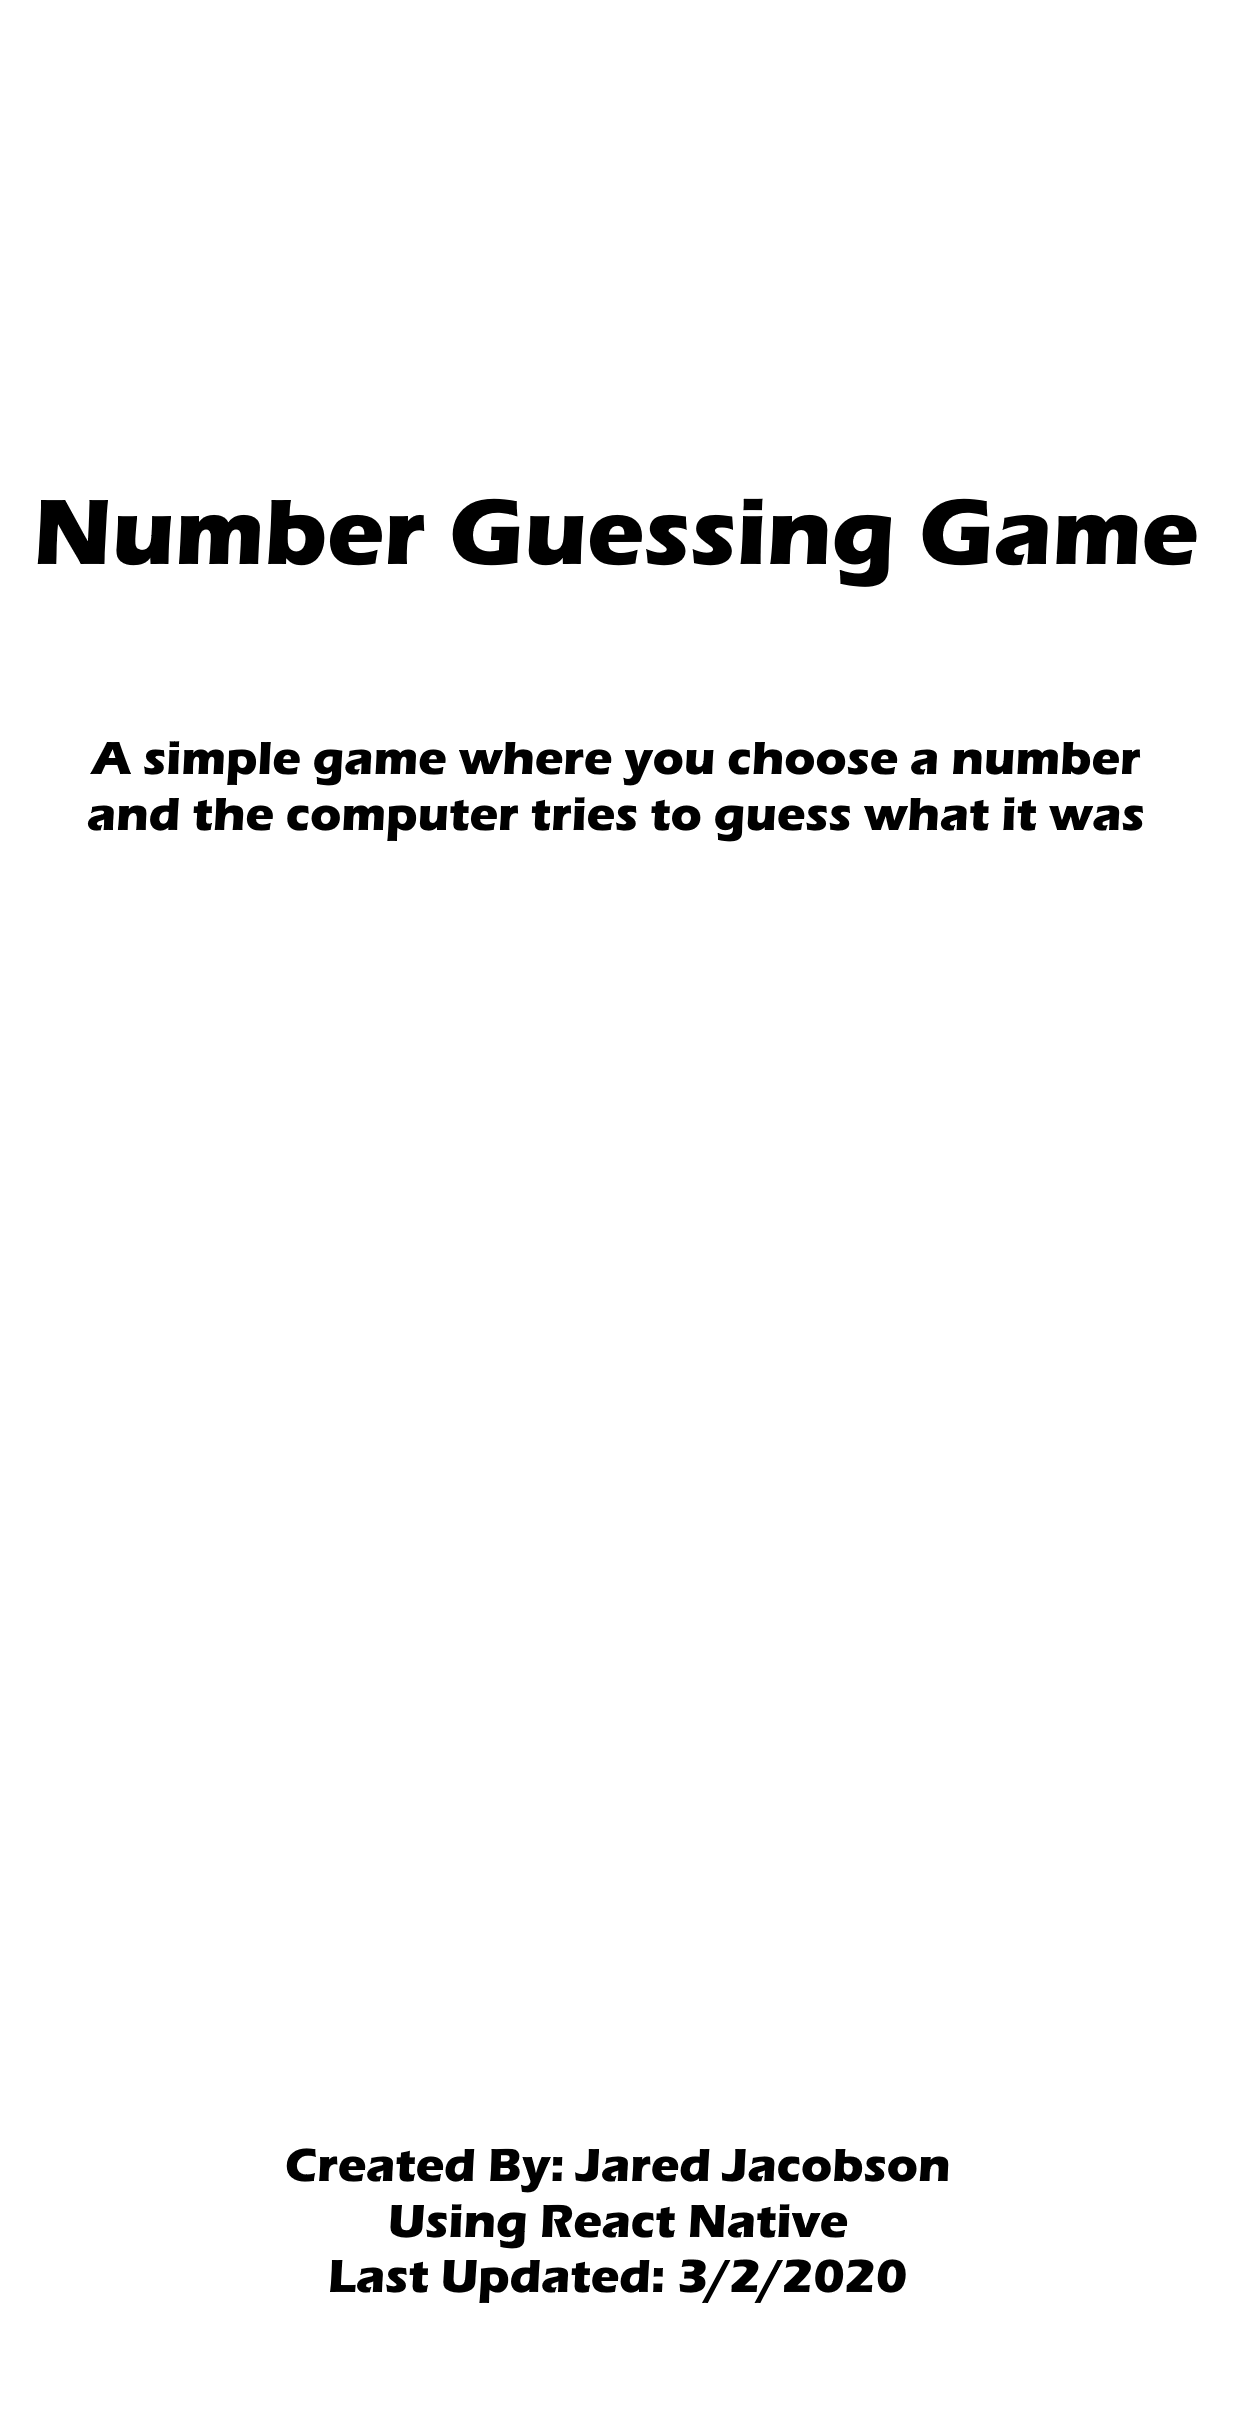 Number Guessing Game
A simple game where you choose a number
and the computer tries to guess what it was
Created By: Jared Jacobson
Using React Native
Last Updated: 3/2/2020